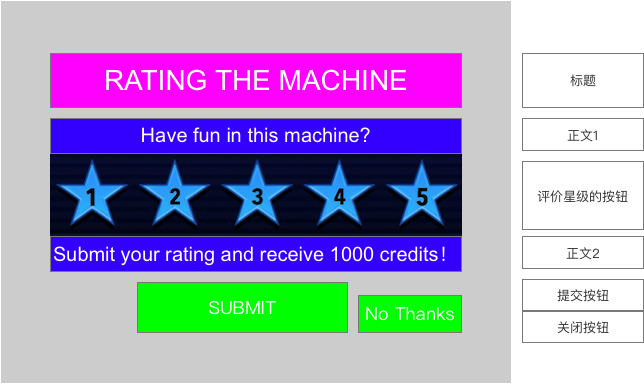 RATING THE MACHINE
标题
Have fun in this machine?
正文1
1 2 3 4 5
评价星级的按钮
Submit your rating and receive 1000 credits！
正文2
SUBMIT
No Thanks
提交按钮
关闭按钮